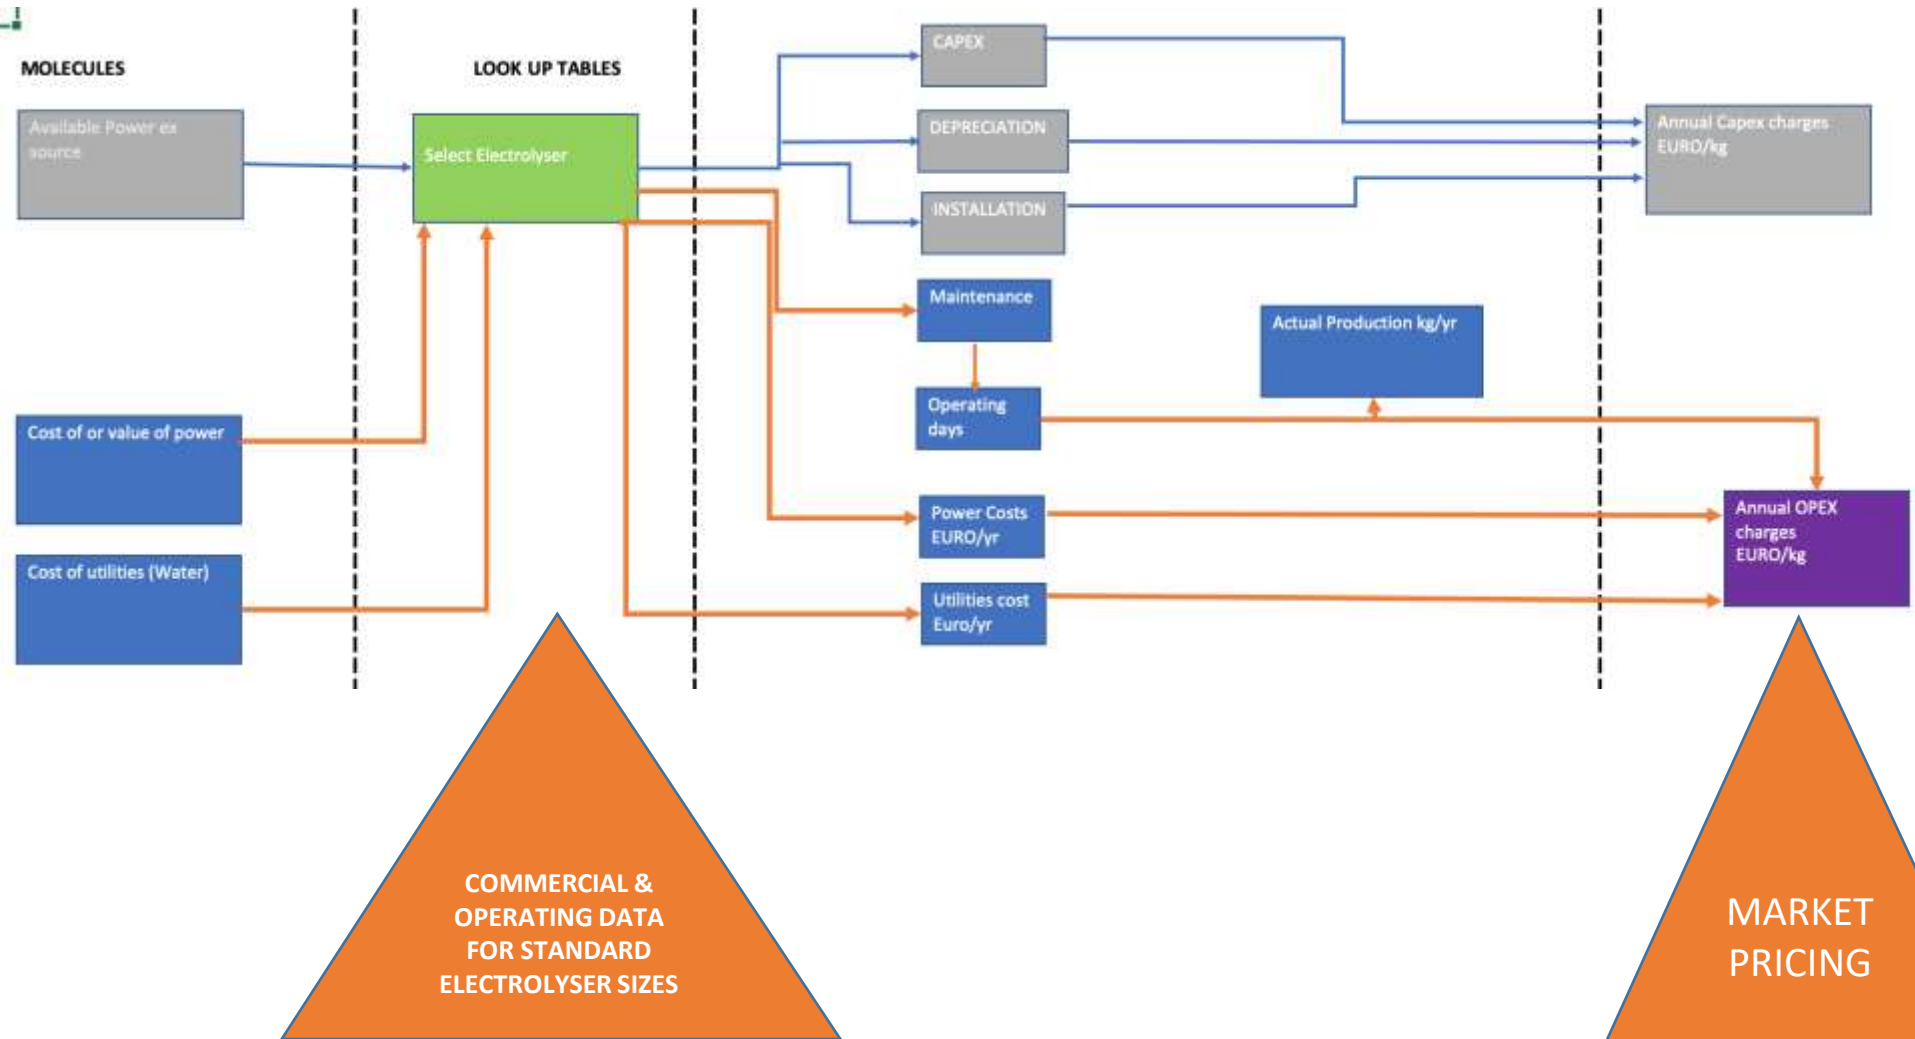 MOLECULES
LOOK UP TABLES
CAPEX
Available Power ex
source
Select Electrolyser
DEPRECIATION
Annual Capex charges
EURO/kg
INSTALLATION
Maintenance
Actual Production kg/yr
Operating
days
Cost of or value of power
Power Costs
EURO/yr
Annual OPEX
charges
EURO/kg
Cost of utilities (Water)
Utilities cost
Euro/yr
COMMERCIAL &
OPERATING DATA
FOR STANDARD
ELECTROLYSER SIZES
MARKET
PRICING